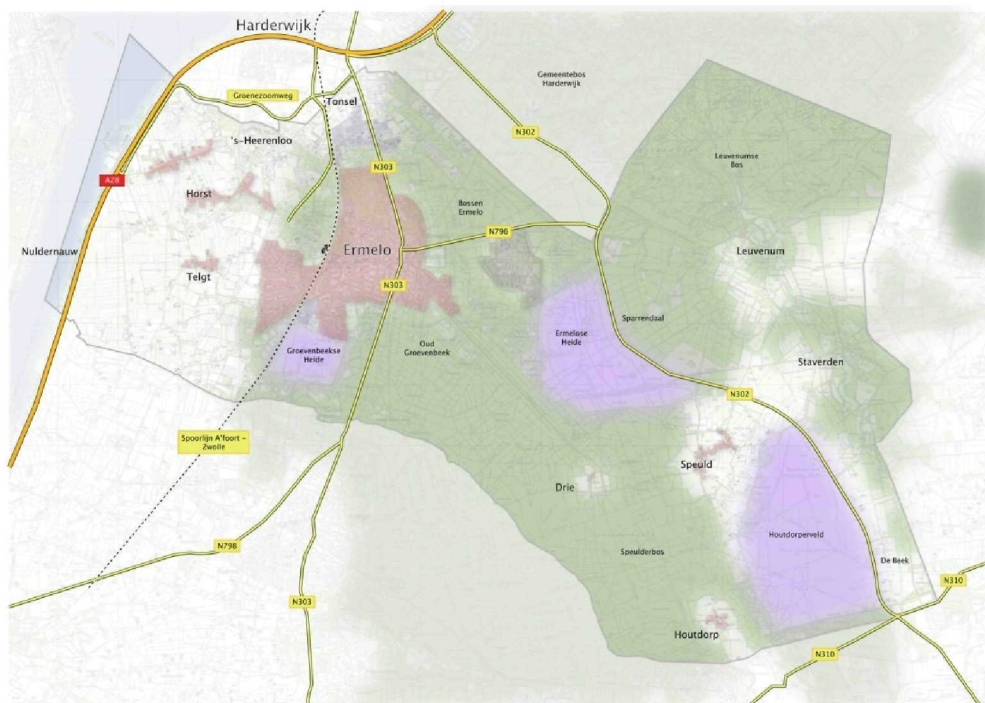 Harderwijk
Gemeentebos
Harderwijk
Groenezoomweg
Tonsel
N302
's-Heerenloo
Leuvenumse
Bos
N303
A28
Horst
Bossen
Ermelo
N796
Nuldernauw
Ermelo
Leuvenum
Telgt
N303
Sparrendaal
Ermelose
Heide
Oud
Groevenbeek
Groevenbeekse
Heide
Staverden
N302
Spoorlijn A'foort -
Zwolle
Speuld
Drie
Houtdorperveld
N798
Speulderbos
De Beek
N310
N303
Houtdorp
N310